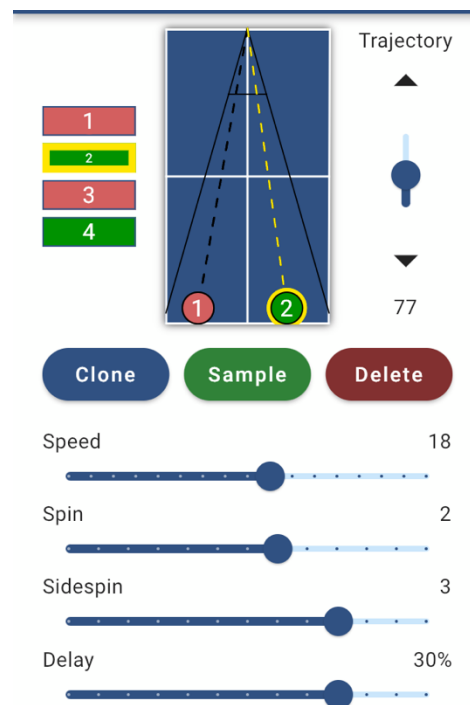 Trajectory
1
2
3
4
1
2
77
Clone Sample Delete
Speed 18
Spin 2
Sidespin 3
Delay 30%